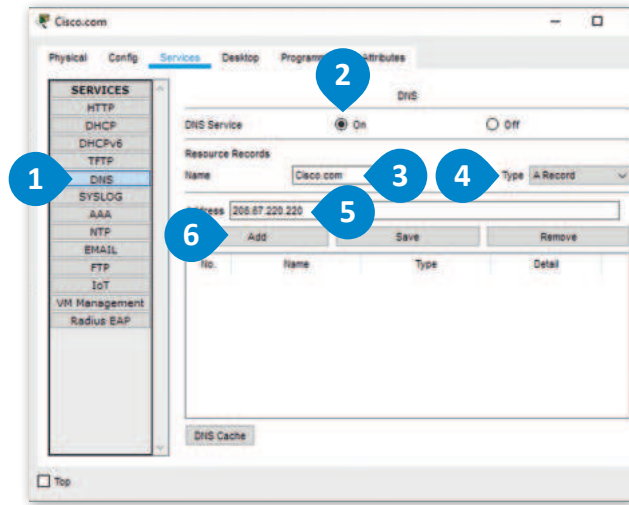 Cisco.com
Physical Config Services Desktop Attributes
2
SERVICES
HTTP
DHCP
DHCPv6
TFTP
DNS
SYSLOG
AAA
NTP
EMAIL
FTP
IoT
VM Management
Radius EAP
1
DNS
DNS Service On Off
Resource Records
Name Cisco.com 3 4 Type A Record
208.67.220.220 5
6 Add Save Remove
No. Name Type Detail
DNS Cache
Top